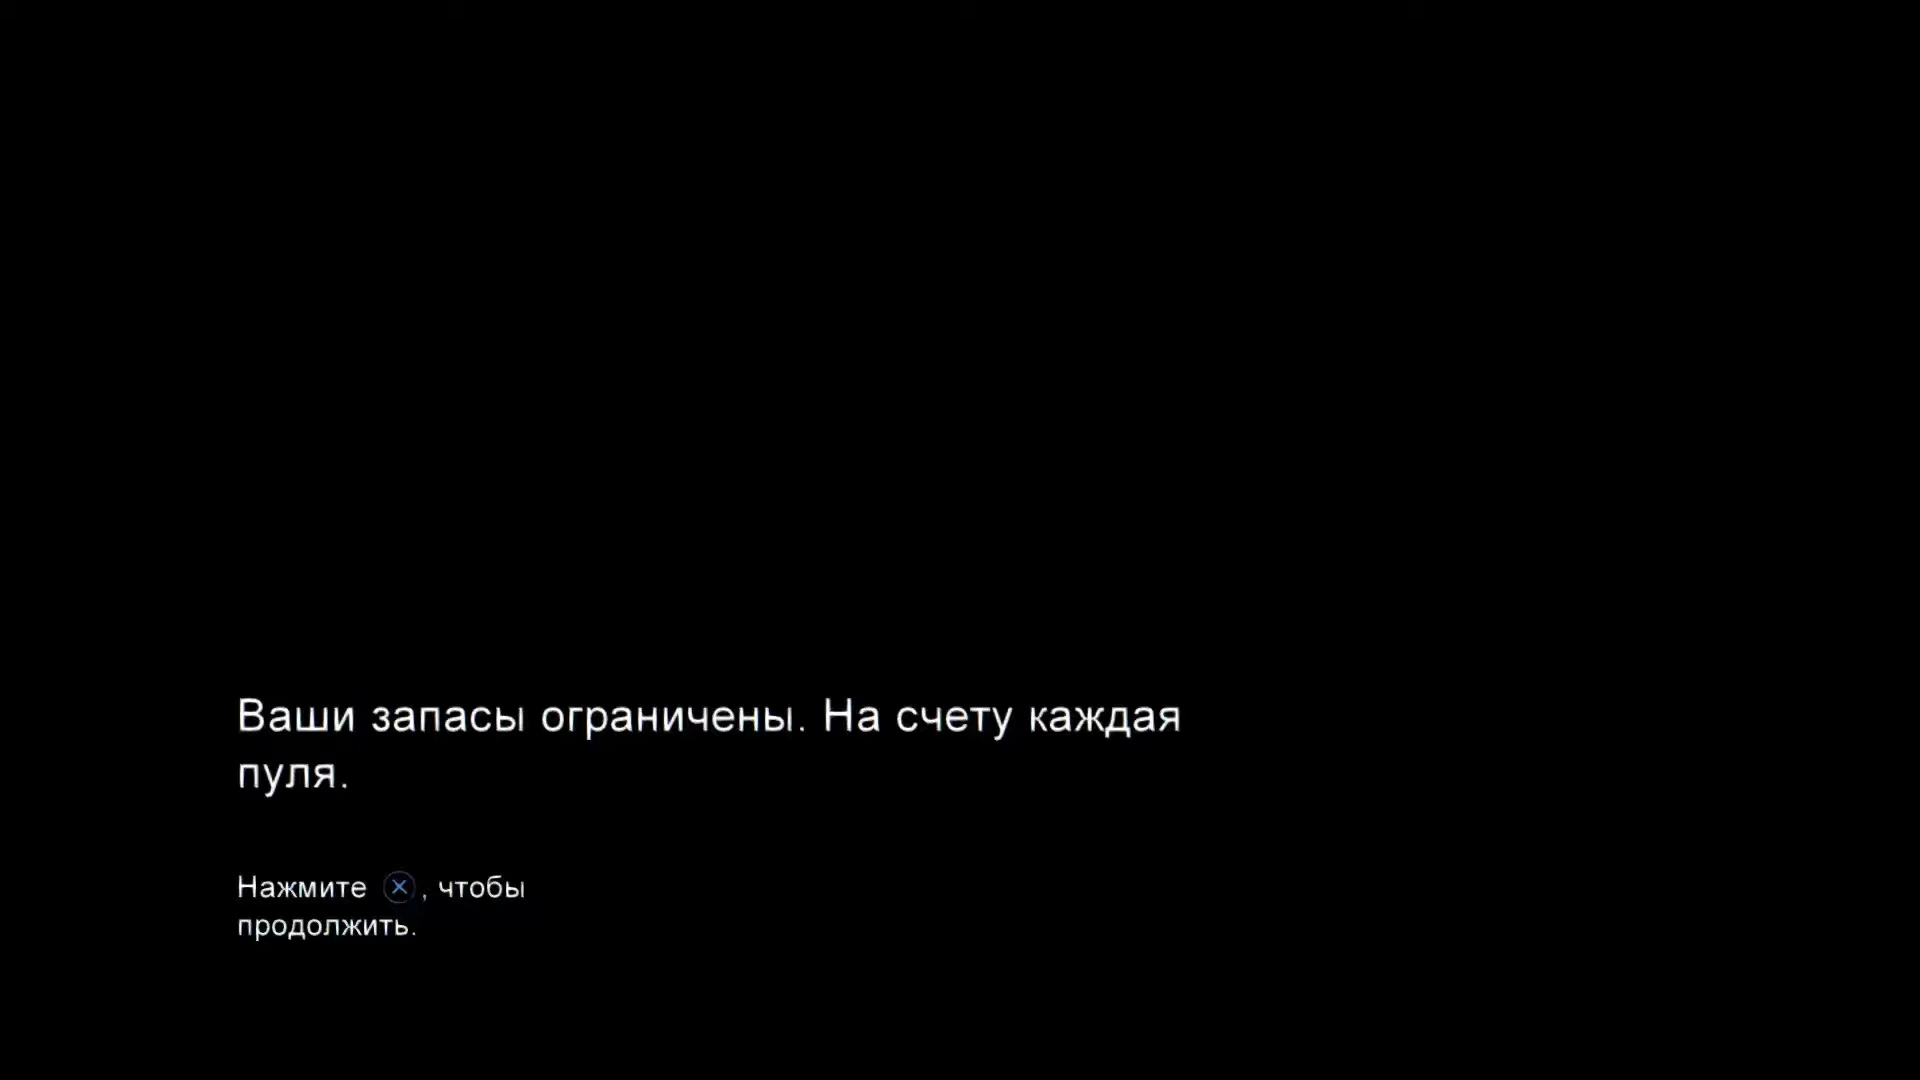 Ваши запасы ограничены. На счету каждая
пуля.
Нажмите ⓧ, чтобы
продолжить.